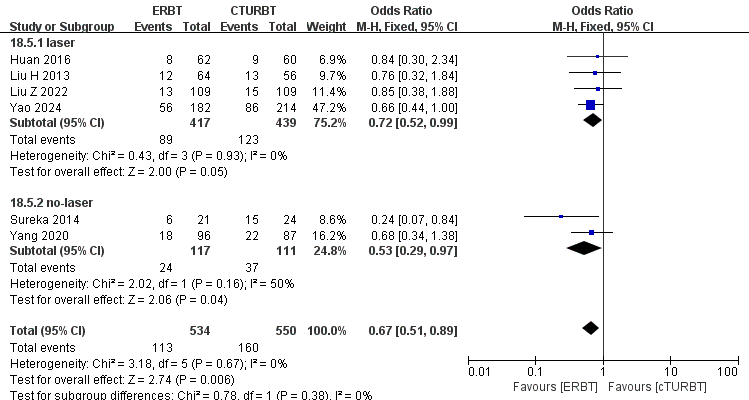 ERBT CTURBT Odds Ratio Odds Ratio
Study or Subgroup Events Total Events Total Weight M-H, Fixed, 95% CI M-H, Fixed, 95% CI
18.5.1 laser
Huan 2016 8 62 9 60 6.9% 0.84 [0.30, 2.34]
Liu H 2013 12 64 13 56 9.7% 0.76 [0.32, 1.84]
Liu Z 2022 13 109 15 109 11.4% 0.85 [0.38, 1.88]
Yao 2024 56 182 86 214 47.2% 0.66 [0.44, 1.00]
Subtotal (95% CI) 417 439 75.2% 0.72 [0.52, 0.99]
Total events 89 123
Heterogeneity: Chi² = 0.43, df = 3 (P = 0.93); I² = 0%
Test for overall effect: Z = 2.00 (P = 0.05)
18.5.2 no-laser
Sureka 2014 6 21 15 24 8.6% 0.24 [0.07, 0.84]
Yang 2020 18 96 22 87 16.2% 0.68 [0.34, 1.38]
Subtotal (95% CI) 117 111 24.8% 0.53 [0.29, 0.97]
Total events 24 37
Heterogeneity: Chi² = 2.02, df = 1 (P = 0.16); I² = 50%
Test for overall effect: Z = 2.06 (P = 0.04)
Total (95% CI) 534 550 100.0% 0.67 [0.51, 0.89]
Total events 113 160
Heterogeneity: Chi² = 3.18, df = 5 (P = 0.67); I² = 0%
Test for overall effect: Z = 2.74 (P = 0.006)
Test for subgroup differences: Chi² = 0.78, df = 1 (P = 0.38), I² = 0%
0.01 0.1 1 10 100
Favours [ERBT] Favours [cTURBT]